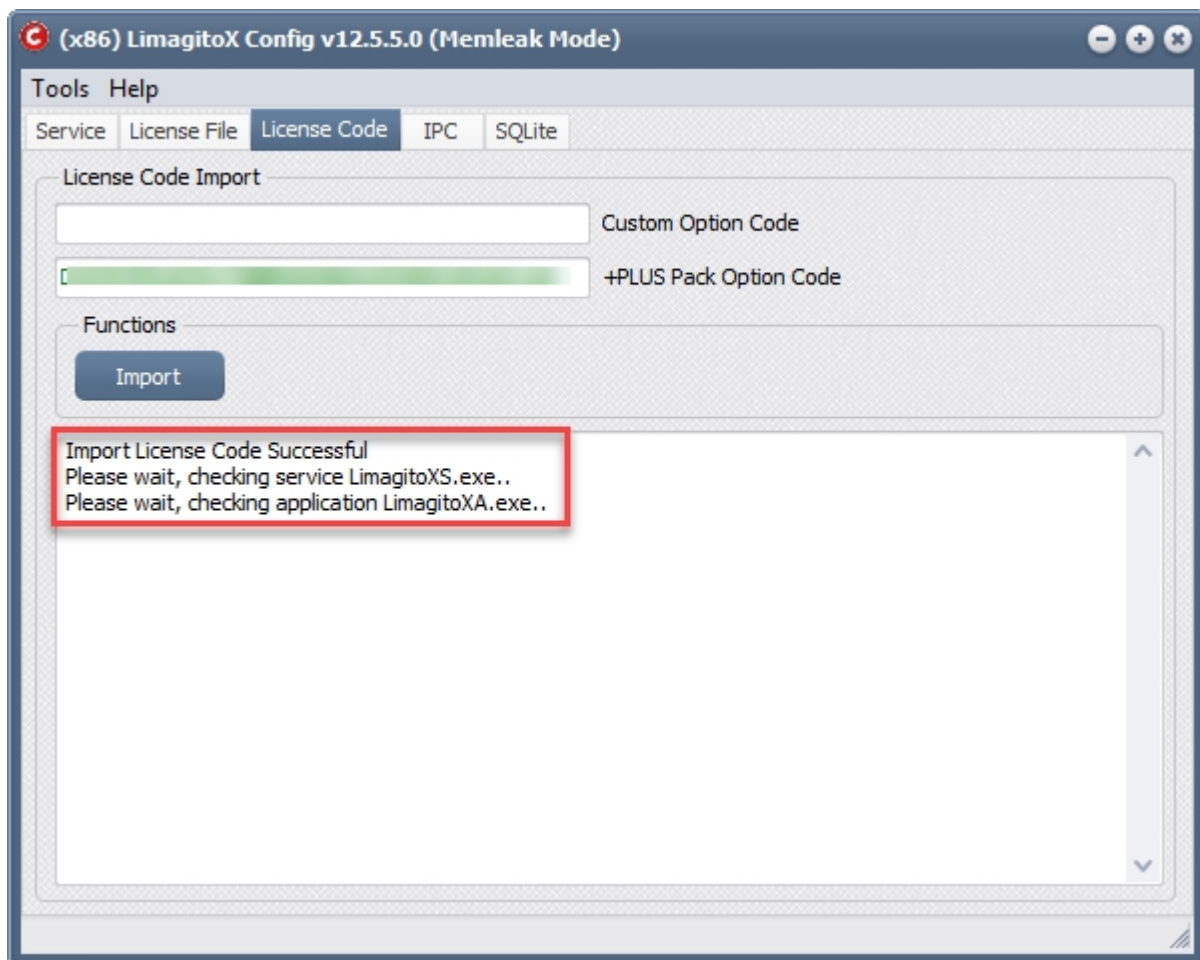 (x86) LimagitoX Config v12.5.5.0 (Memleak Mode)
Tools Help
Service License File License Code IPC SQLite
License Code Import
Custom Option Code
+PLUS Pack Option Code
Functions
Import
Import License Code Successful
Please wait, checking service LimagitoXS.exe..
Please wait, checking application LimagitoXA.exe..